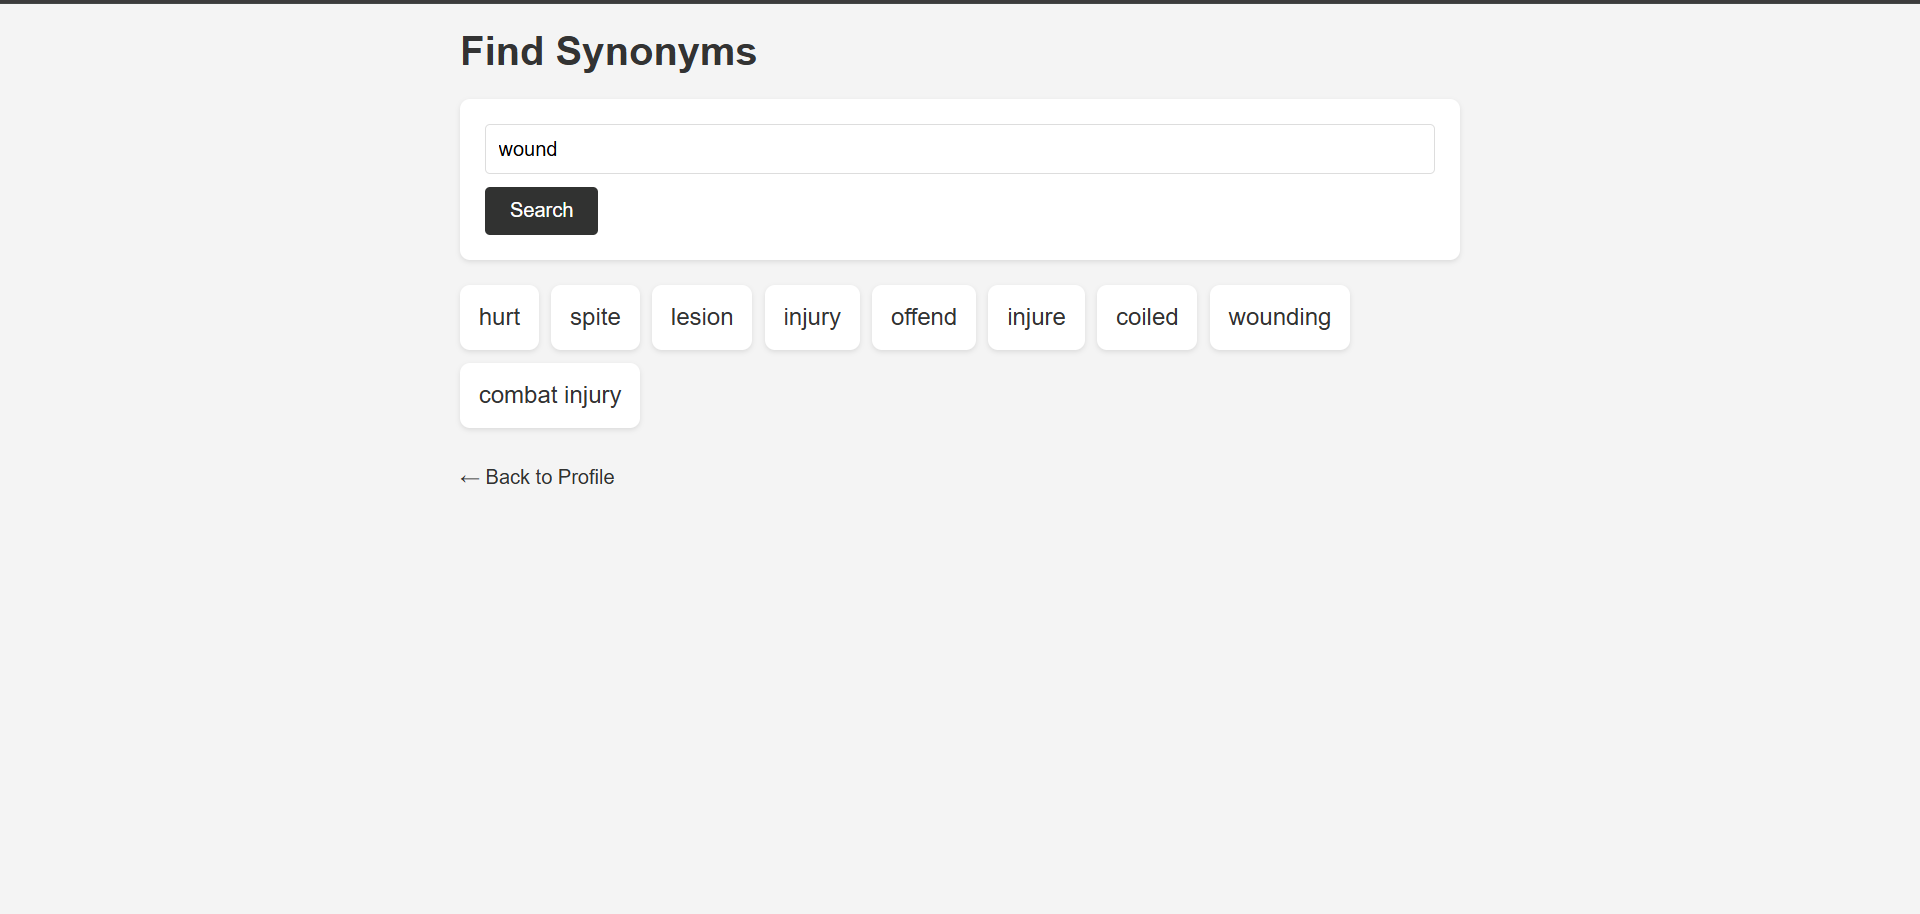 Find Synonyms
wound
Search
hurt spite lesion injury offend injure coiled wounding
combat injury
← Back to Profile